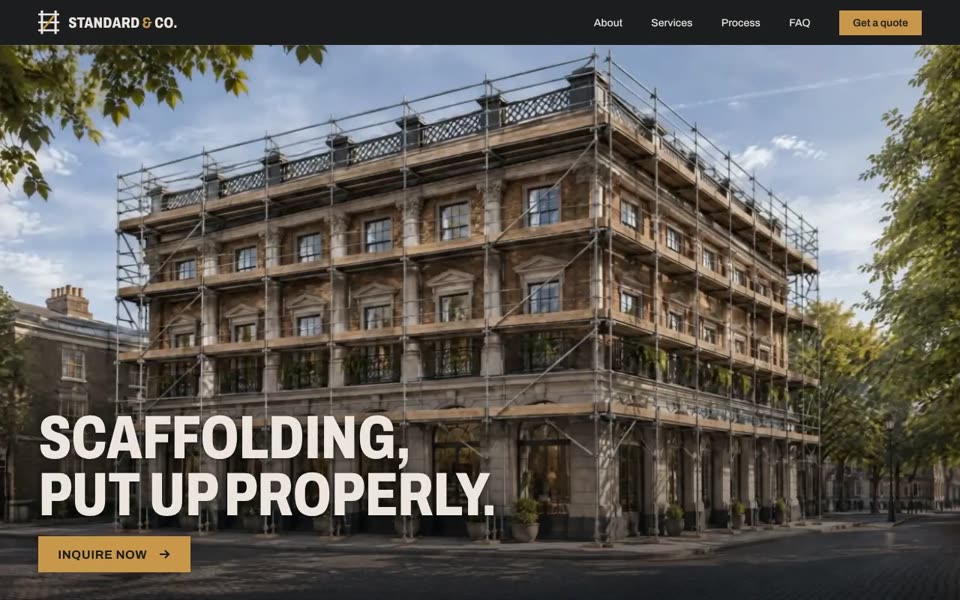 STANDARD & CO.
About
Services
Process
FAQ
Get a quote
SCAFFOLDING,
PUT UP PROPERLY.
INQUIRE NOW →